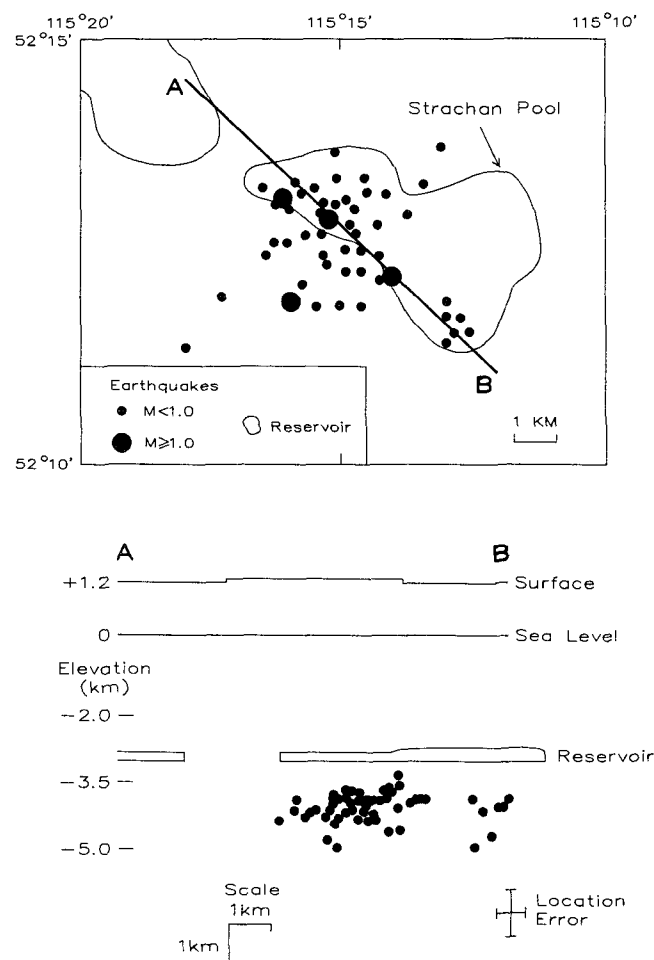 115°20' 115°15' 115°10'
52°15'
A
Strachan Pool
B
Earthquakes
M<1.0
M≥1.0
Reservoir
1 KM
52°10'
A B
+1.2 Surface
0 Sea Level
Elevation
(km)
-2.0
Reservoir
-3.5
-5.0
Scale
1km
1km
Location
Error